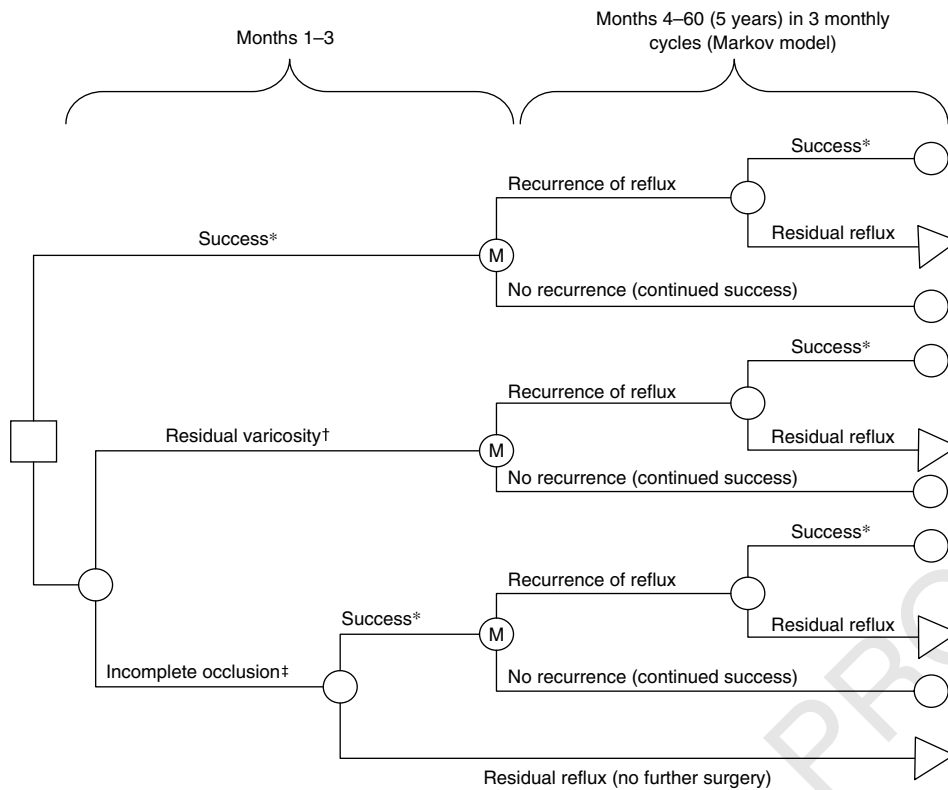 Months 1–3
Months 4–60 (5 years) in 3 monthly
cycles (Markov model)
Success*
Recurrence of reflux
Success*
Residual reflux
M
No recurrence (continued success)
Success*
Recurrence of reflux
Residual varicosity†
Residual reflux
M
No recurrence (continued success)
Success*
Recurrence of reflux
Success*
Residual reflux
M
Incomplete occlusion‡
No recurrence (continued success)
Residual reflux (no further surgery)
PRO